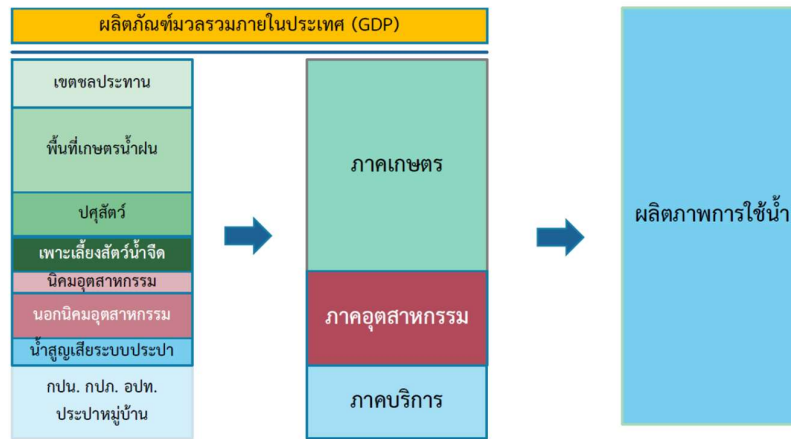 ผลิตภัณฑ์มวลรวมภายในประเทศ (GDP)
เขตชลประทาน
พื้นที่เกษตรน้ำฝน
ปศุสัตว์
เพาะเลี้ยงสัตว์น้ำจืด
นิคมอุตสาหกรรม
นอกนิคมอุตสาหกรรม
น้ำสูญเสียระบบประปา
กปน. กปภ. อปท.
ประปาหมู่บ้าน
ภาคเกษตร
ภาคอุตสาหกรรม
ภาคบริการ
ผลิตภาพการใช้น้ำ